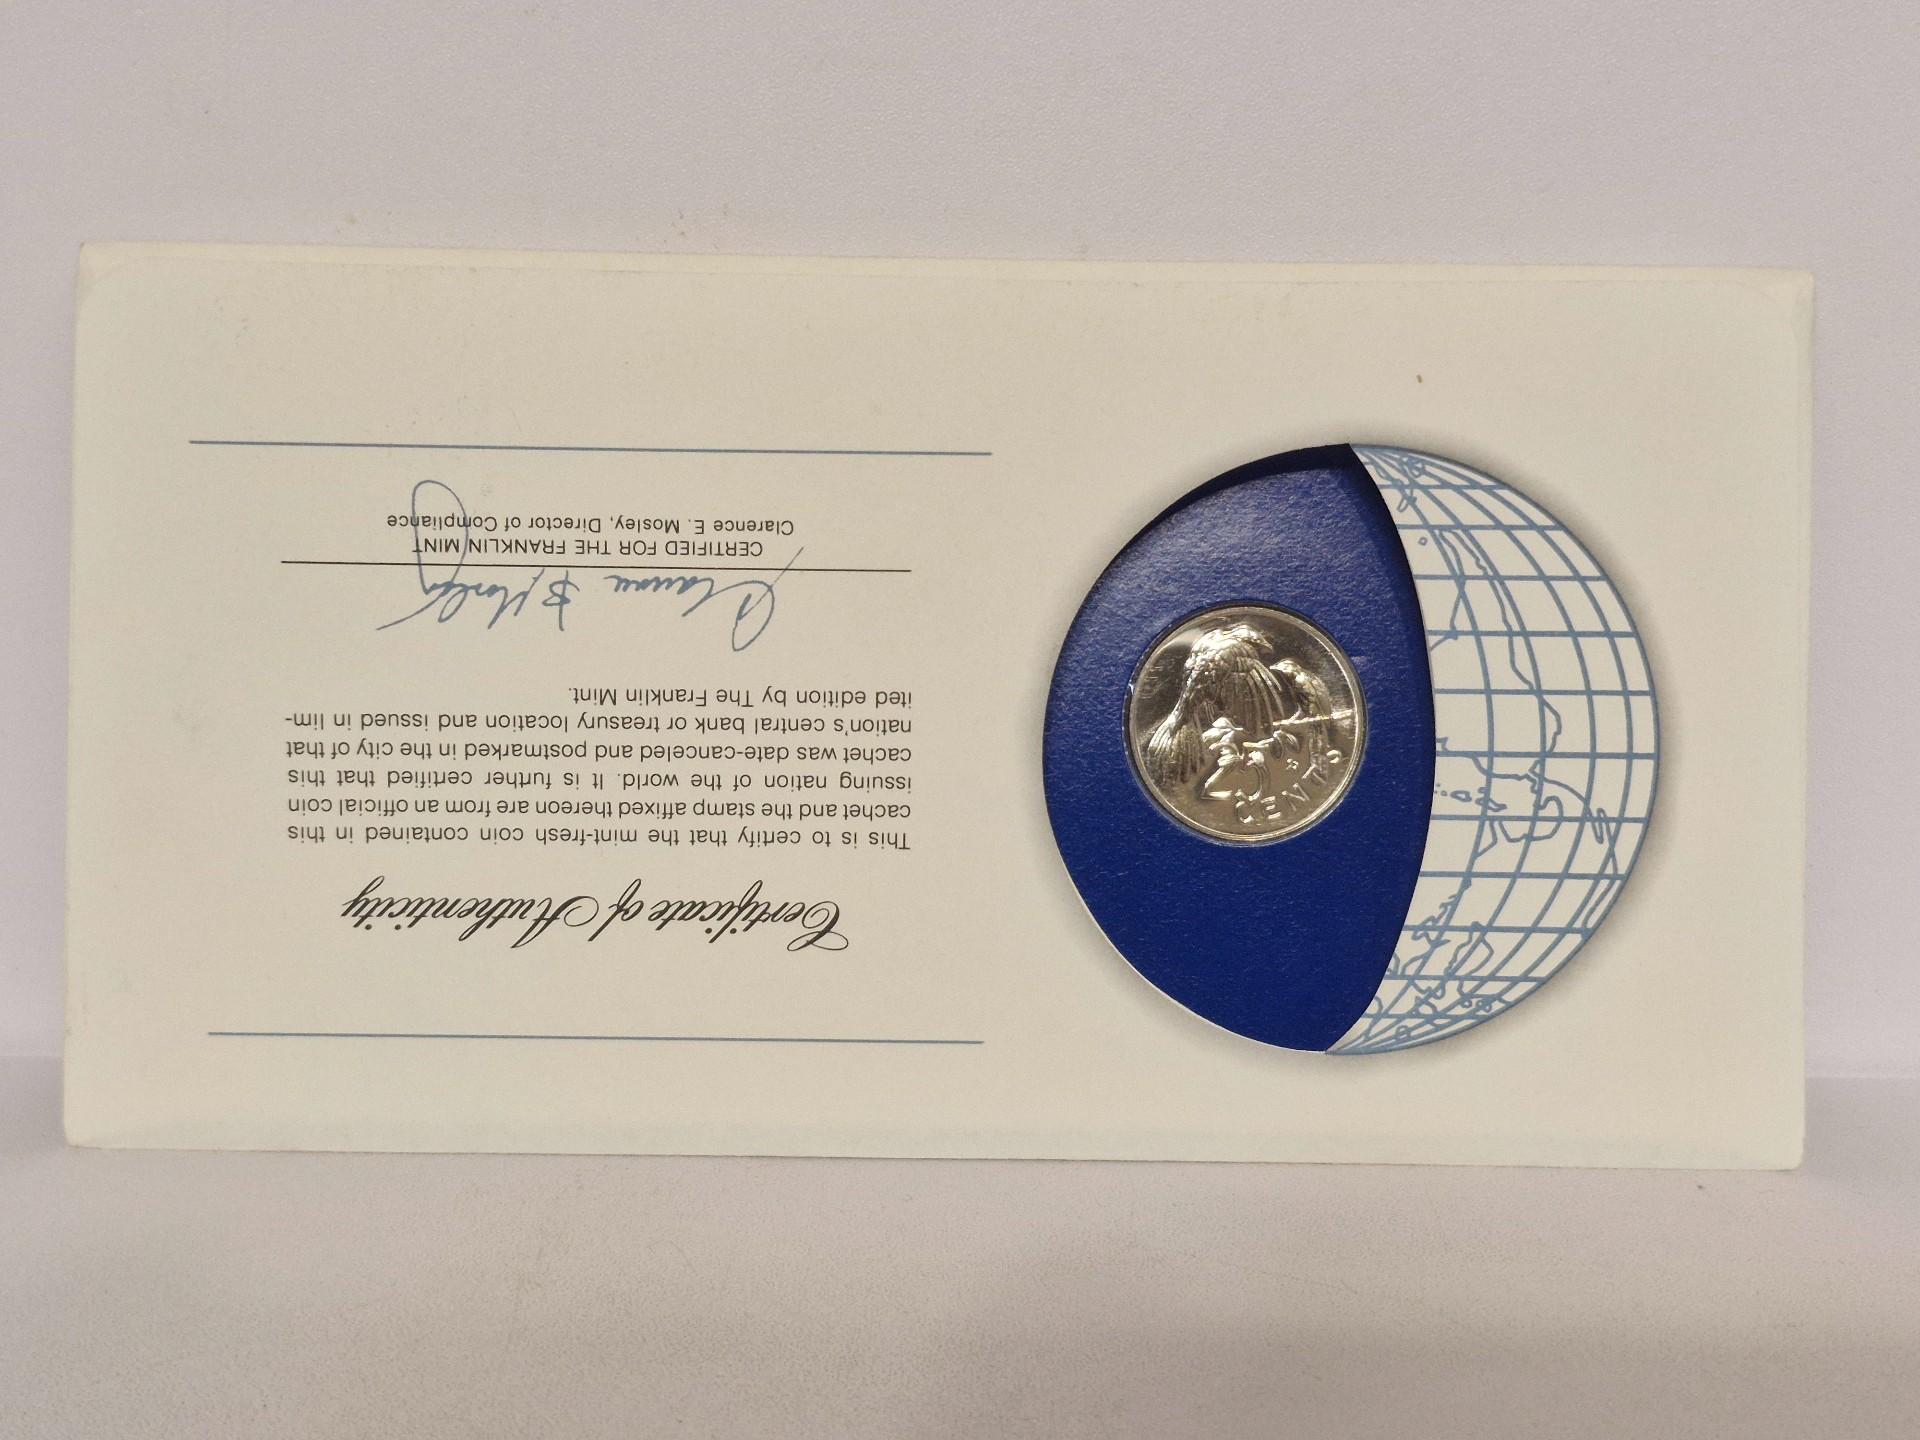 Certificate of Authenticity
This is to certify that the mint-fresh coin contained in this
cachet and the stamp affixed thereon are from an official coin
issuing nation of the world. It is further certified that this
cachet was date-canceled and postmarked in the city of that
nation's central bank or treasury location and issued in lim-
ited edition by The Franklin Mint.
CERTIFIED FOR THE FRANKLIN MINT
Clarence E. Mosley, Director of Compliance
25
CENTS